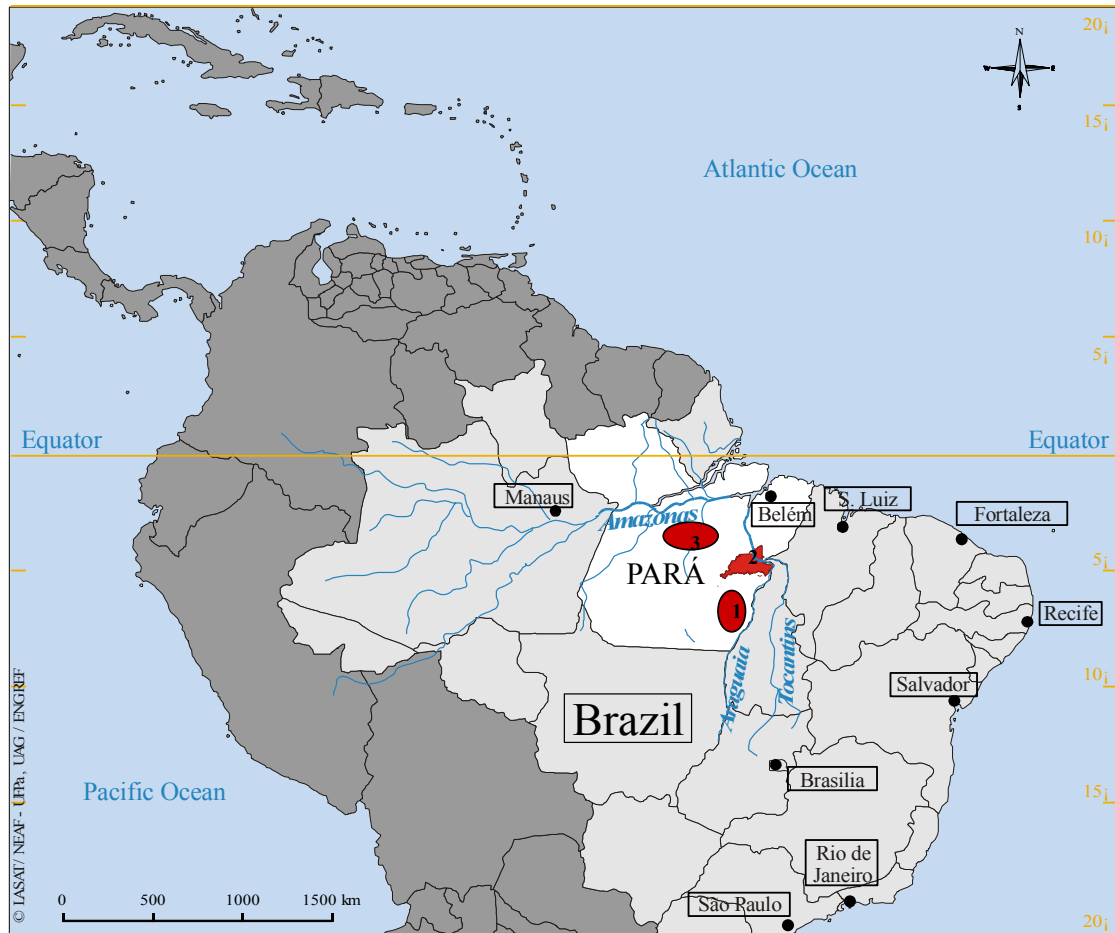 20¡
N
W
E
S
15¡
Atlantic Ocean
10¡
5¡
Equator
Equator
Manaus
Amazonas
Belém
S. Luiz
Fortaleza
3
2
PARÁ
5¡
1
Recife
Araguaia
Tocantins
Salvador
10¡
Brazil
Brasilia
Pacific Ocean
15¡
Rio de
Janeiro
São Paulo
0
500
1000
1500 km
20¡
© LASAT/ NEAF - UFPa, UAG / ENGREF